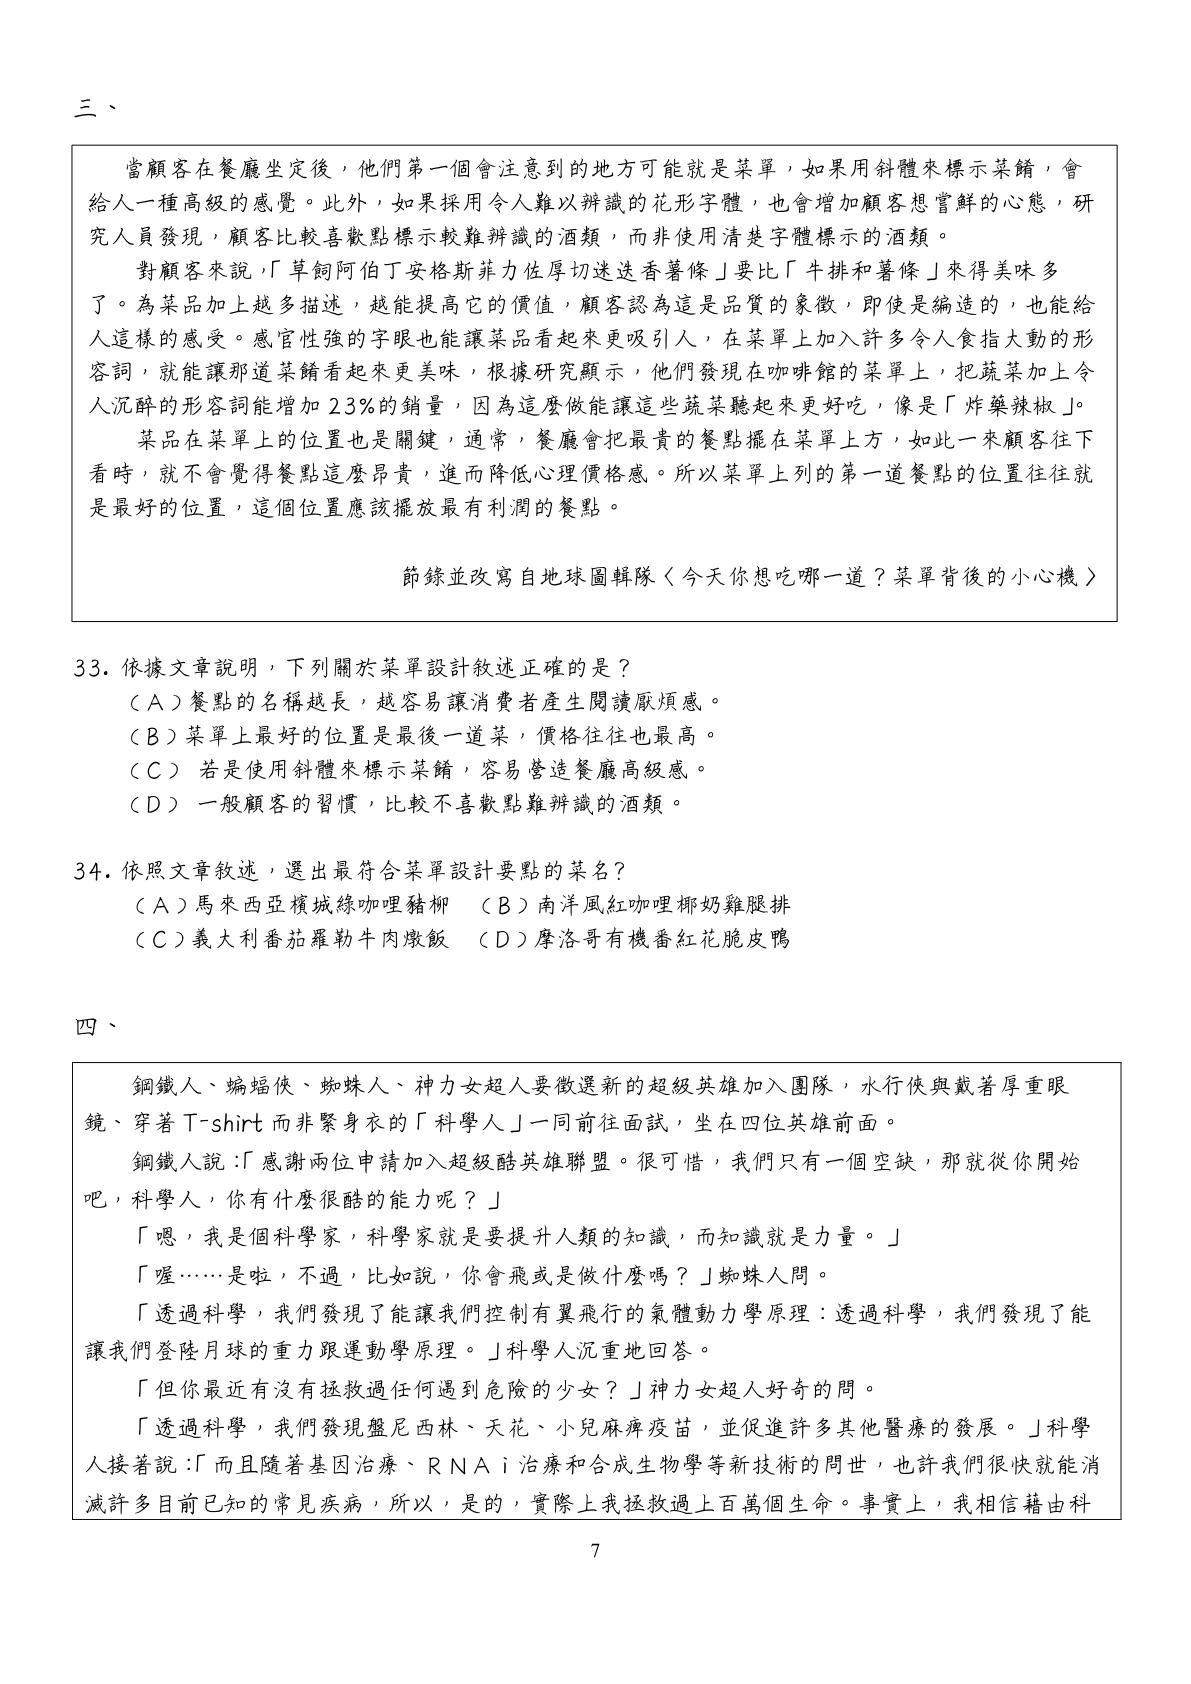 三、
當顧客在餐廳坐定後，他們第一個會注意到的地方可能就是菜單，如果用斜體來標示菜餚，會
給人一種高級的感覺。此外，如果採用令人難以辨識的花形字體，也會增加顧客想嘗鮮的心態，研
究人員發現，顧客比較喜歡點標示較難辨識的酒類，而非使用清楚字體標示的酒類。
對顧客來說，「草飼阿伯丁安格斯菲力佐厚切迷迭香薯條」要比「牛排和薯條」來得美味多
了。為菜品加上越多描述，越能提高它的價值，顧客認為這是品質的象徵，即使是編造的，也能給
人這樣的感受。感官性強的字眼也能讓菜品看起來更吸引人，在菜單上加入許多令人食指大動的形
容詞，就能讓那道菜餚看起來更美味，根據研究顯示，他們發現在咖啡館的菜單上，把蔬菜加上令
人沉醉的形容詞能增加 23%的銷量，因為這麼做能讓這些蔬菜聽起來更好吃，像是「炸藥辣椒」。
菜品在菜單上的位置也是關鍵，通常，餐廳會把最貴的餐點擺在菜單上方，如此一來顧客往下
看時，就不會覺得餐點這麼昂貴，進而降低心理價格感。所以菜單上列的第一道餐點的位置往往就
是最好的位置，這個位置應該擺放最有利潤的餐點。
節錄並改寫自地球圖輯隊〈今天你想吃哪一道？菜單背後的小心機〉
33. 依據文章說明，下列關於菜單設計敘述正確的是？
（A）餐點的名稱越長，越容易讓消費者產生閱讀厭煩感。
（B）菜單上最好的位置是最後一道菜，價格往往也最高。
（C） 若是使用斜體來標示菜餚，容易營造餐廳高級感。
（D） 一般顧客的習慣，比較不喜歡點難辨識的酒類。
34. 依照文章敘述，選出最符合菜單設計要點的菜名?
（A）馬來西亞檳城綠咖哩豬柳 （B）南洋風紅咖哩椰奶雞腿排
（C）義大利番茄羅勒牛肉燉飯 （D）摩洛哥有機番紅花脆皮鴨
四、
鋼鐵人、蝙蝠俠、蜘蛛人、神力女超人要徵選新的超級英雄加入團隊，水行俠與戴著厚重眼
鏡、穿著 T-shirt 而非緊身衣的「科學人」一同前往面試，坐在四位英雄前面。
鋼鐵人說：「感謝兩位申請加入超級酷英雄聯盟。很可惜，我們只有一個空缺，那就從你開始
吧，科學人，你有什麼很酷的能力呢？」
「嗯，我是個科學家，科學家就是要提升人類的知識，而知識就是力量。」
「喔……是啦，不過，比如說，你會飛或是做什麼嗎？」蜘蛛人問。
「透過科學，我們發現了能讓我們控制有翼飛行的氣體動力學原理：透過科學，我們發現了能
讓我們登陸月球的重力跟運動學原理。」科學人沉重地回答。
「但你最近有沒有拯救過任何遇到危險的少女？」神力女超人好奇的問。
「透過科學，我們發現盤尼西林、天花、小兒麻痺疫苗，並促進許多其他醫療的發展。」科學
人接著說：「而且隨著基因治療、ＲＮＡｉ治療和合成生物學等新技術的問世，也許我們很快就能消
滅許多目前已知的常見疾病，所以，是的，實際上我拯救過上百萬個生命。事實上，我相信藉由科
7